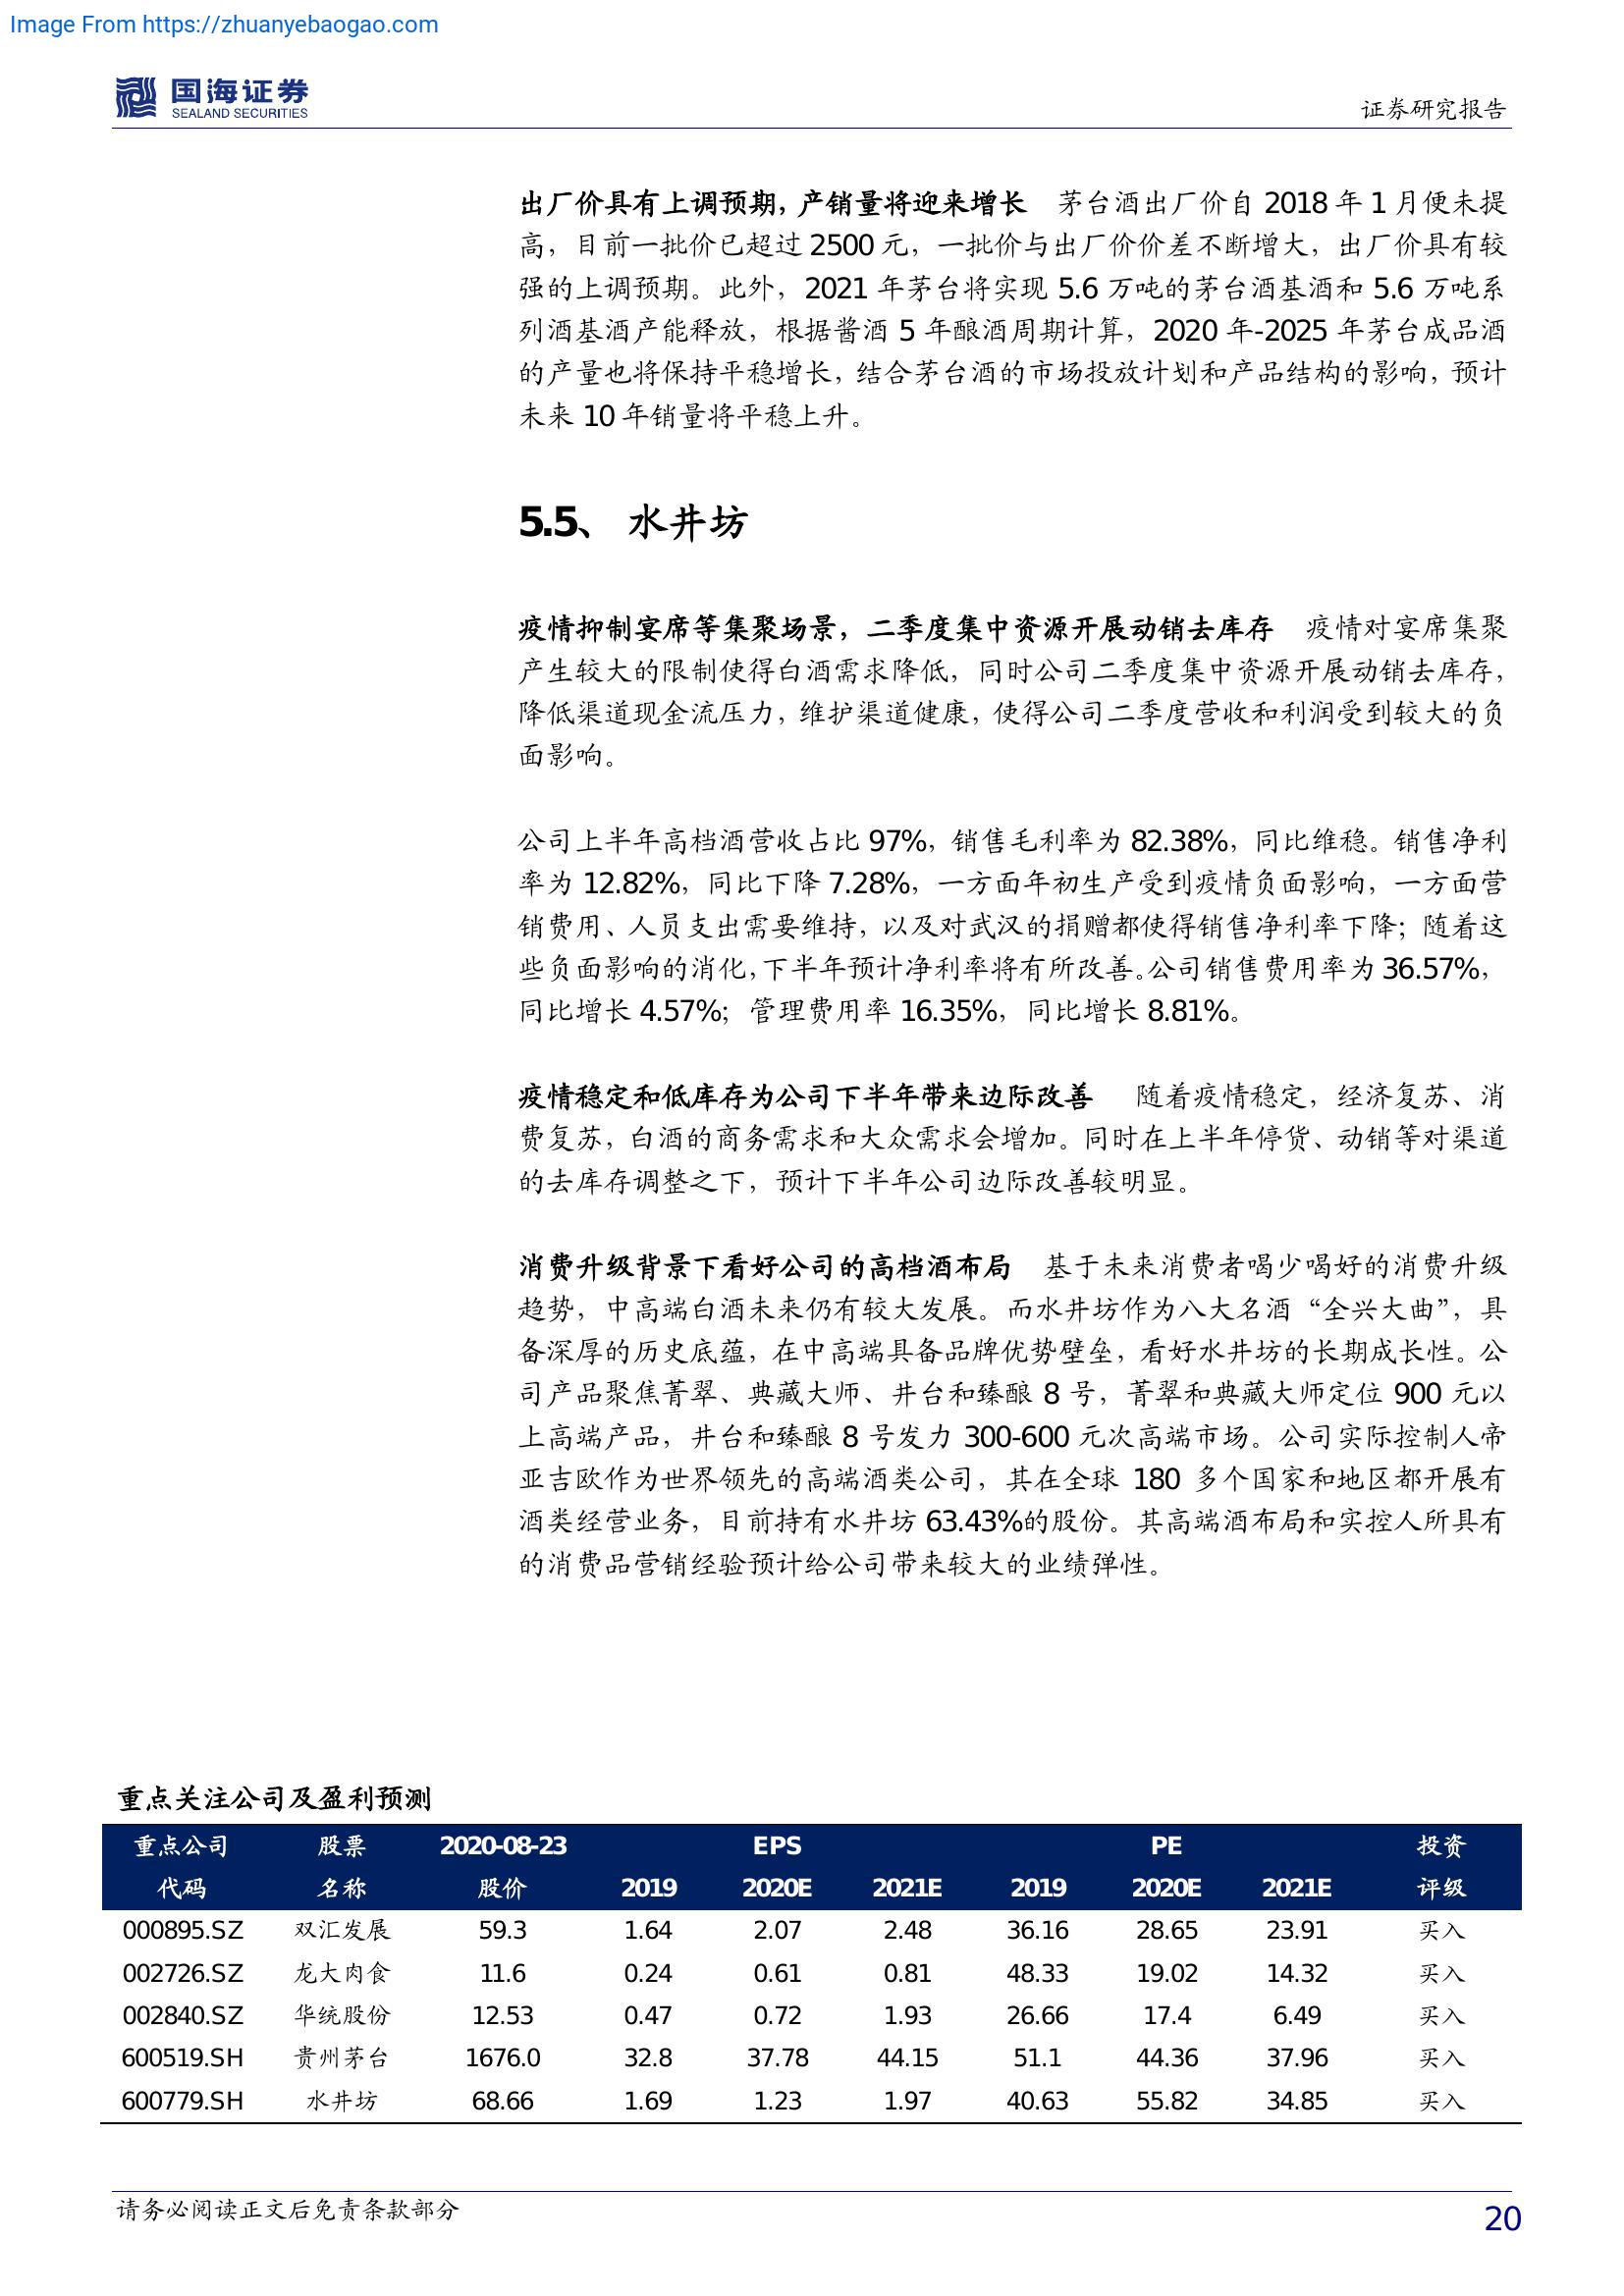 Image From https://zhuanyebaogao.com
国海证券
SEALAND SECURITIES
证券研究报告
出厂价具有上调预期，产销量将迎来增长 茅台酒出厂价自 2018 年 1 月便未提
高，目前一批价已超过 2500 元，一批价与出厂价价差不断增大，出厂价具有较
强的上调预期。此外，2021 年茅台将实现 5.6 万吨的茅台酒基酒和 5.6 万吨系
列酒基酒产能释放，根据酱酒 5 年酿酒周期计算，2020 年-2025 年茅台成品酒
的产量也将保持平稳增长，结合茅台酒的市场投放计划和产品结构的影响，预计
未来 10 年销量将平稳上升。
5.5、 水井坊
疫情抑制宴席等集聚场景，二季度集中资源开展动销去库存 疫情对宴席集聚
产生较大的限制使得白酒需求降低，同时公司二季度集中资源开展动销去库存，
降低渠道现金流压力，维护渠道健康，使得公司二季度营收和利润受到较大的负
面影响。
公司上半年高档酒营收占比 97%，销售毛利率为 82.38%，同比维稳。销售净利
率为 12.82%，同比下降 7.28%，一方面年初生产受到疫情负面影响，一方面营
销费用、人员支出需要维持，以及对武汉的捐赠都使得销售净利率下降；随着这
些负面影响的消化，下半年预计净利率将有所改善。公司销售费用率为 36.57%，
同比增长 4.57%；管理费用率 16.35%，同比增长 8.81%。
疫情稳定和低库存为公司下半年带来边际改善 随着疫情稳定，经济复苏、消
费复苏，白酒的商务需求和大众需求会增加。同时在上半年停货、动销等对渠道
的去库存调整之下，预计下半年公司边际改善较明显。
消费升级背景下看好公司的高档酒布局 基于未来消费者喝少喝好的消费升级
趋势，中高端白酒未来仍有较大发展。而水井坊作为八大名酒“全兴大曲”，具
备深厚的历史底蕴，在中高端具备品牌优势壁垒，看好水井坊的长期成长性。公
司产品聚焦菁翠、典藏大师、井台和臻酿 8 号，菁翠和典藏大师定位 900 元以
上高端产品，井台和臻酿 8 号发力 300-600 元次高端市场。公司实际控制人帝
亚吉欧作为世界领先的高端酒类公司，其在全球 180 多个国家和地区都开展有
酒类经营业务，目前持有水井坊 63.43%的股份。其高端酒布局和实控人所具有
的消费品营销经验预计给公司带来较大的业绩弹性。
重点关注公司及盈利预测
重点公司 股票 2020-08-23 EPS PE 投资
代码 名称 股价 2019 2020E 2021E 2019 2020E 2021E 评级
000895.SZ 双汇发展 59.3 1.64 2.07 2.48 36.16 28.65 23.91 买入
002726.SZ 龙大肉食 11.6 0.24 0.61 0.81 48.33 19.02 14.32 买入
002840.SZ 华统股份 12.53 0.47 0.72 1.93 26.66 17.4 6.49 买入
600519.SH 贵州茅台 1676.0 32.8 37.78 44.15 51.1 44.36 37.96 买入
600779.SH 水井坊 68.66 1.69 1.23 1.97 40.63 55.82 34.85 买入
请务必阅读正文后免责条款部分
20